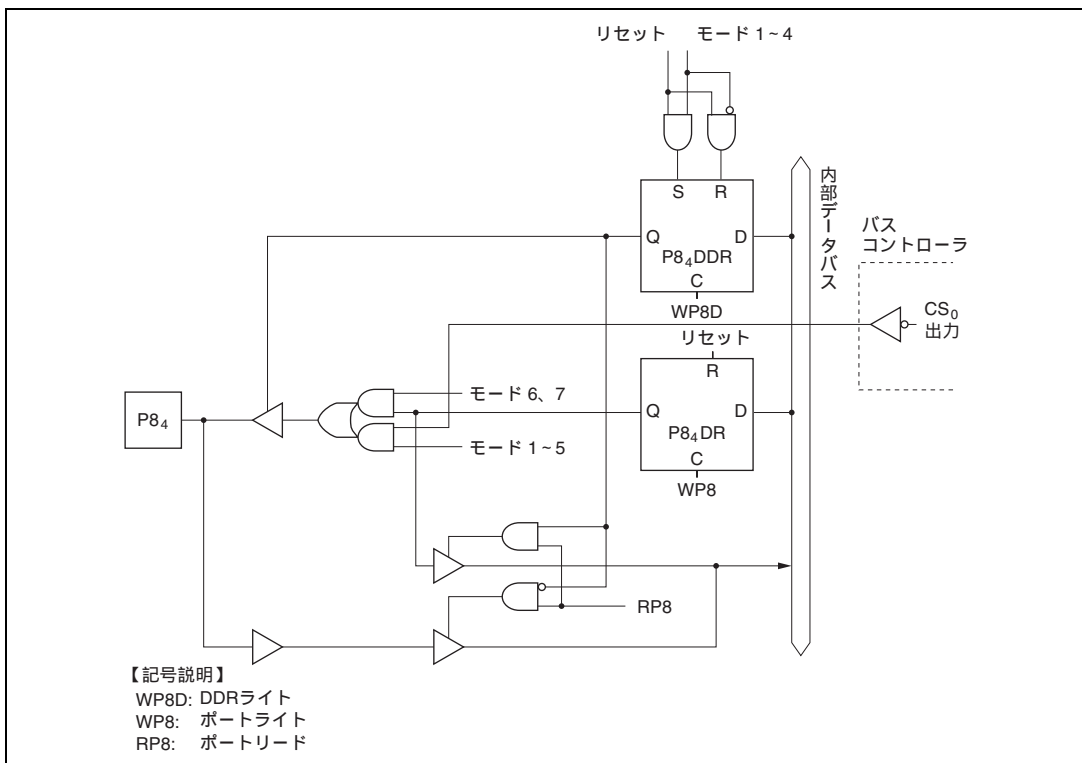 リセット モード 1~4
S R
Q D
P8₄DDR
C
WP8D
内部データバス
バス
コントローラ
CS₀
出力
リセット
R
Q D
P8₄DR
C
WP8
モード 6、7
P8₄
モード 1~5
RP8
【記号説明】
WP8D: DDRライト
WP8: ポートライト
RP8: ポートリード